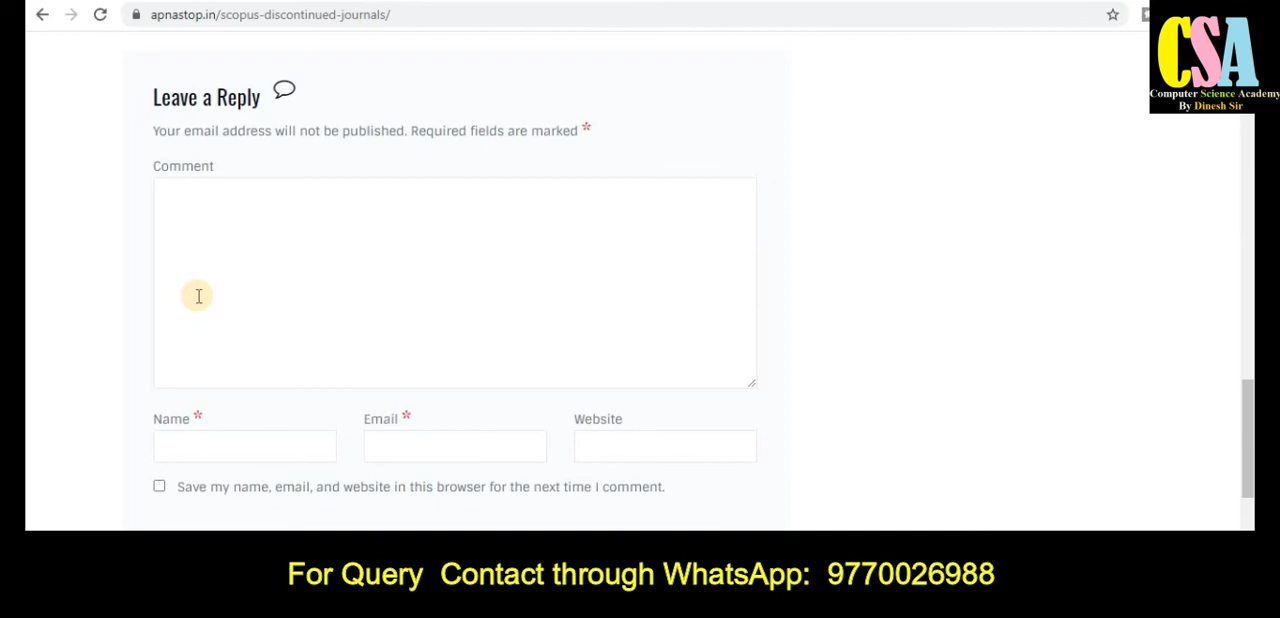 apnastop.in/scopus-discontinued-journals/
CSA
Computer Science Academy
By Dinesh Sir
Leave a Reply
Your email address will not be published. Required fields are marked *
Comment
Name * Email * Website
Save my name, email, and website in this browser for the next time I comment.
For Query Contact through WhatsApp: 9770026988